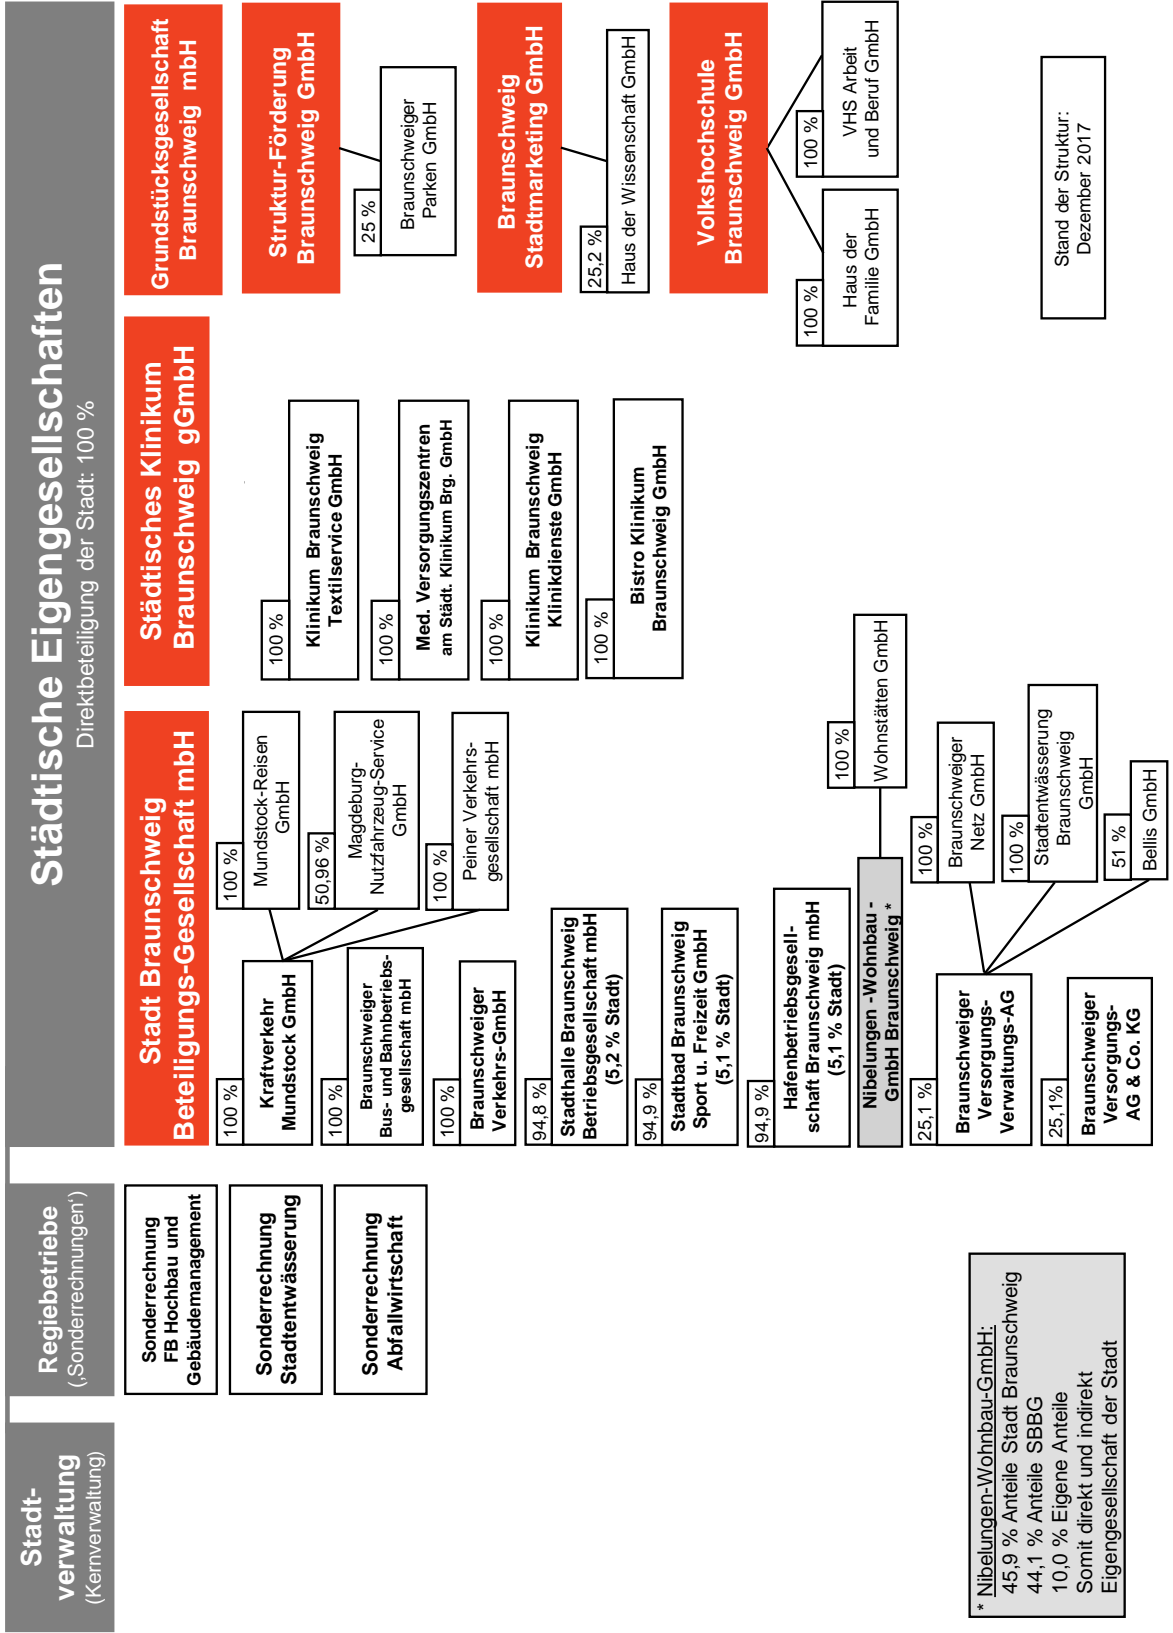 Stadt-
verwaltung
(Kernverwaltung)
Regiebetriebe
(‚Sonderrechnungen‘)
Städtische Eigengesellschaften
Direktbeteiligung der Stadt: 100 %
Sonderrechnung
FB Hochbau und
Gebäudemanagement
Sonderrechnung
Stadtentwässerung
Sonderrechnung
Abfallwirtschaft
Stadt Braunschweig
Beteiligungs-Gesellschaft mbH
100 %
Kraftverkehr
Mundstock GmbH
100 %
Mundstock-Reisen
GmbH
50,96 %
Magdeburg-
Nutzfahrzeug-Service
GmbH
100 %
Peiner Verkehrs-
gesellschaft mbH
100 %
Braunschweiger
Bus- und Bahnbetriebs-
gesellschaft mbH
100 %
Braunschweiger
Verkehrs-GmbH
94,8 %
Stadthalle Braunschweig
Betriebsgesellschaft mbH
(5,2 % Stadt)
94,9 %
Stadtbad Braunschweig
Sport u. Freizeit GmbH
(5,1 % Stadt)
94,9 %
Hafenbetriebsgesell-
schaft Braunschweig mbH
(5,1 % Stadt)
Nibelungen -Wohnbau -
GmbH Braunschweig *
100 %
Wohnstätten GmbH
25,1 %
Braunschweiger
Versorgungs-
Verwaltungs-AG
100 %
Braunschweiger
Netz GmbH
100 %
Stadtentwässerung
Braunschweig
GmbH
51 %
Bellis GmbH
25,1%
Braunschweiger
Versorgungs-
AG & Co. KG
Städtisches Klinikum
Braunschweig gGmbH
100 %
Klinikum Braunschweig
Textilservice GmbH
100 %
Med. Versorgungszentren
am Städt. Klinikum Brg. GmbH
100 %
Klinikum Braunschweig
Klinikdienste GmbH
100 %
Bistro Klinikum
Braunschweig GmbH
Grundstücksgesellschaft
Braunschweig mbH
Struktur-Förderung
Braunschweig GmbH
25 %
Braunschweiger
Parken GmbH
Braunschweig
Stadtmarketing GmbH
25,2 %
Haus der Wissenschaft GmbH
Volkshochschule
Braunschweig GmbH
100 %
Haus der
Familie GmbH
100 %
VHS Arbeit
und Beruf GmbH
* Nibelungen-Wohnbau-GmbH:
45,9 % Anteile Stadt Braunschweig
44,1 % Anteile SBBG
10,0 % Eigene Anteile
Somit direkt und indirekt
Eigengesellschaft der Stadt
Stand der Struktur:
Dezember 2017